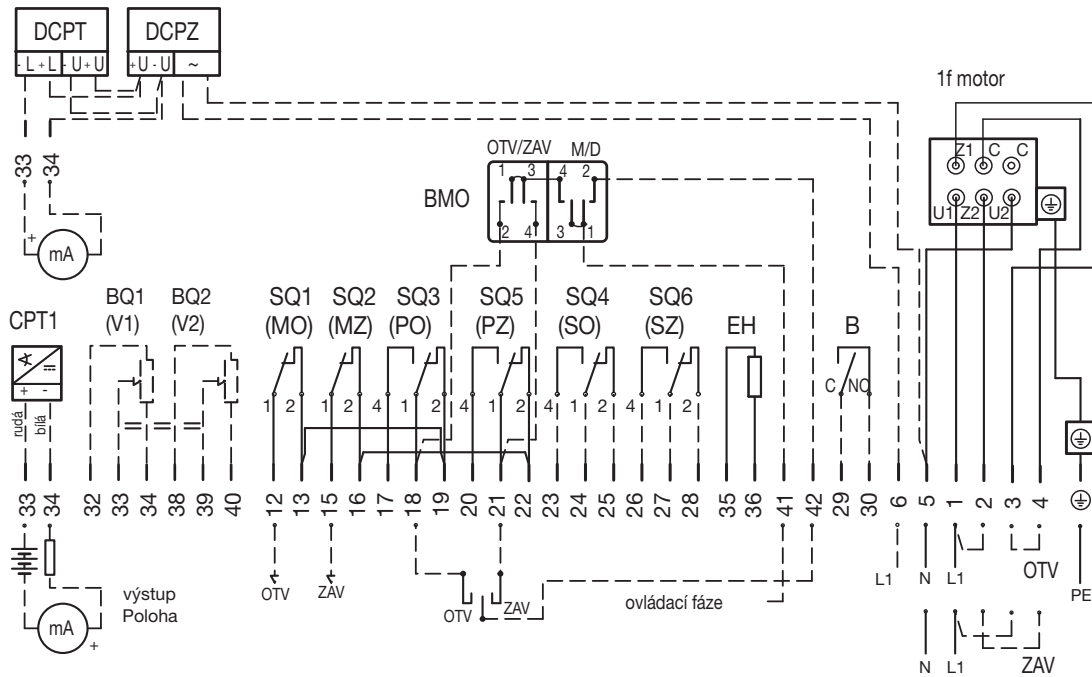 DCPT DCPZ
- L + L - U + U + U - U ~
1f motor
33 34
+
mA
OTV/ZAV M/D
1 3 4 2
BMO
2 4 3 1
Z1 C C
U1 Z2 U2
CPT1
BQ1 (V1)
BQ2 (V2)
SQ1 (MO)
SQ2 (MZ)
SQ3 (PO)
SQ5 (PZ)
SQ4 (SO)
SQ6 (SZ)
EH
B
+ -
rudá
bílá
C NC
1 2 1 2 4 1 2 4 1 2 4 1 2 4 1 2
33 34 32 33 34 38 39 40 12 13 15 16 17 18 19 20 21 22 23 24 25 26 27 28 35 36 41 42 29 30 6 5 1 2 3 4
výstup
Poloha
mA
+
OTV ZAV
OTV ZAV
ovládací fáze
L1 N L1 OTV PE
N L1 ZAV